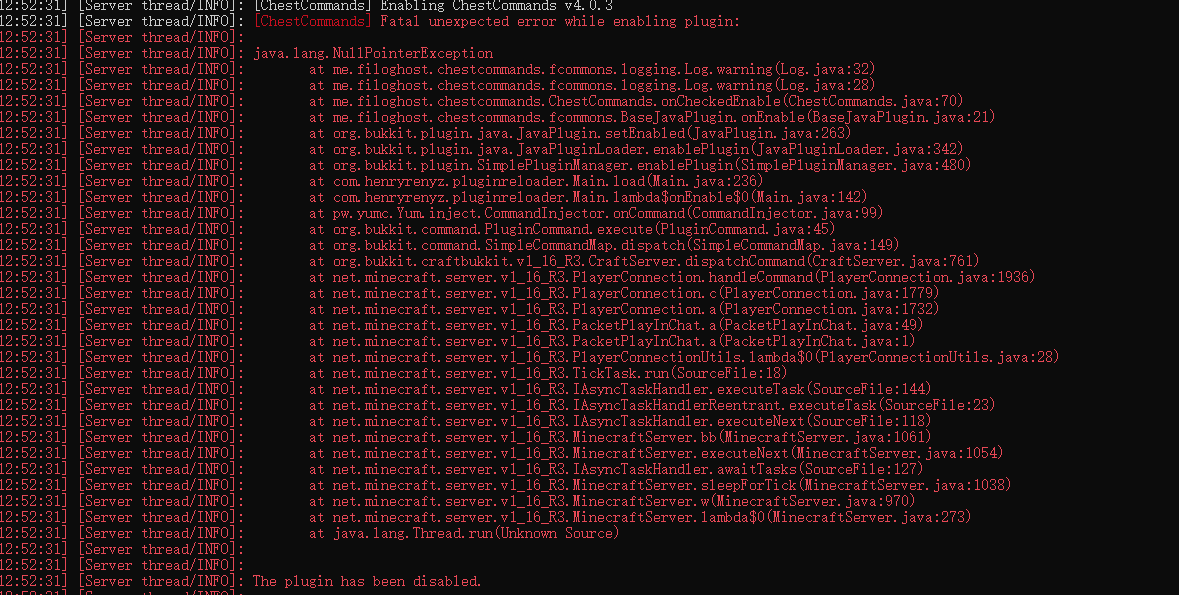 12:52:31] [Server thread/INFO]: [ChestCommands] Enabling ChestCommands v4.0.3
12:52:31] [Server thread/INFO]: [ChestCommands] Fatal unexpected error while enabling plugin:
12:52:31] [Server thread/INFO]:
12:52:31] [Server thread/INFO]: java.lang.NullPointerException
12:52:31] [Server thread/INFO]: at me.filoghost.chestcommands.fcommons.logging.Log.warning(Log.java:32)
12:52:31] [Server thread/INFO]: at me.filoghost.chestcommands.fcommons.logging.Log.warning(Log.java:28)
12:52:31] [Server thread/INFO]: at me.filoghost.chestcommands.ChestCommands.onCheckedEnable(ChestCommands.java:70)
12:52:31] [Server thread/INFO]: at me.filoghost.chestcommands.fcommons.BaseJavaPlugin.onEnable(BaseJavaPlugin.java:21)
12:52:31] [Server thread/INFO]: at org.bukkit.plugin.java.JavaPlugin.setEnabled(JavaPlugin.java:263)
12:52:31] [Server thread/INFO]: at org.bukkit.plugin.java.JavaPluginLoader.enablePlugin(JavaPluginLoader.java:342)
12:52:31] [Server thread/INFO]: at org.bukkit.plugin.SimplePluginManager.enablePlugin(SimplePluginManager.java:480)
12:52:31] [Server thread/INFO]: at com.henryrenyz.pluginreloader.Main.load(Main.java:236)
12:52:31] [Server thread/INFO]: at com.henryrenyz.pluginreloader.Main.lambda$onEnable$0(Main.java:142)
12:52:31] [Server thread/INFO]: at pw.yumc.Yum.inject.CommandInjector.onCommand(CommandInjector.java:99)
12:52:31] [Server thread/INFO]: at org.bukkit.command.PluginCommand.execute(PluginCommand.java:45)
12:52:31] [Server thread/INFO]: at org.bukkit.command.SimpleCommandMap.dispatch(SimpleCommandMap.java:149)
12:52:31] [Server thread/INFO]: at org.bukkit.craftbukkit.v1_16_R3.CraftServer.dispatchCommand(CraftServer.java:761)
12:52:31] [Server thread/INFO]: at net.minecraft.server.v1_16_R3.PlayerConnection.handleCommand(PlayerConnection.java:1936)
12:52:31] [Server thread/INFO]: at net.minecraft.server.v1_16_R3.PlayerConnection.c(PlayerConnection.java:1779)
12:52:31] [Server thread/INFO]: at net.minecraft.server.v1_16_R3.PlayerConnection.a(PlayerConnection.java:1732)
12:52:31] [Server thread/INFO]: at net.minecraft.server.v1_16_R3.PacketPlayInChat.a(PacketPlayInChat.java:49)
12:52:31] [Server thread/INFO]: at net.minecraft.server.v1_16_R3.PacketPlayInChat.a(PacketPlayInChat.java:1)
12:52:31] [Server thread/INFO]: at net.minecraft.server.v1_16_R3.PlayerConnectionUtils.lambda$0(PlayerConnectionUtils.java:28)
12:52:31] [Server thread/INFO]: at net.minecraft.server.v1_16_R3.TickTask.run(SourceFile:18)
12:52:31] [Server thread/INFO]: at net.minecraft.server.v1_16_R3.IAsyncTaskHandler.executeTask(SourceFile:144)
12:52:31] [Server thread/INFO]: at net.minecraft.server.v1_16_R3.IAsyncTaskHandlerReentrant.executeTask(SourceFile:23)
12:52:31] [Server thread/INFO]: at net.minecraft.server.v1_16_R3.IAsyncTaskHandler.executeNext(SourceFile:118)
12:52:31] [Server thread/INFO]: at net.minecraft.server.v1_16_R3.MinecraftServer.bb(MinecraftServer.java:1061)
12:52:31] [Server thread/INFO]: at net.minecraft.server.v1_16_R3.MinecraftServer.executeNext(MinecraftServer.java:1054)
12:52:31] [Server thread/INFO]: at net.minecraft.server.v1_16_R3.IAsyncTaskHandler.awaitTasks(SourceFile:127)
12:52:31] [Server thread/INFO]: at net.minecraft.server.v1_16_R3.MinecraftServer.sleepForTick(MinecraftServer.java:1038)
12:52:31] [Server thread/INFO]: at net.minecraft.server.v1_16_R3.MinecraftServer.w(MinecraftServer.java:970)
12:52:31] [Server thread/INFO]: at net.minecraft.server.v1_16_R3.MinecraftServer.lambda$0(MinecraftServer.java:273)
12:52:31] [Server thread/INFO]: at java.lang.Thread.run(Unknown Source)
12:52:31] [Server thread/INFO]:
12:52:31] [Server thread/INFO]:
12:52:31] [Server thread/INFO]: The plugin has been disabled.